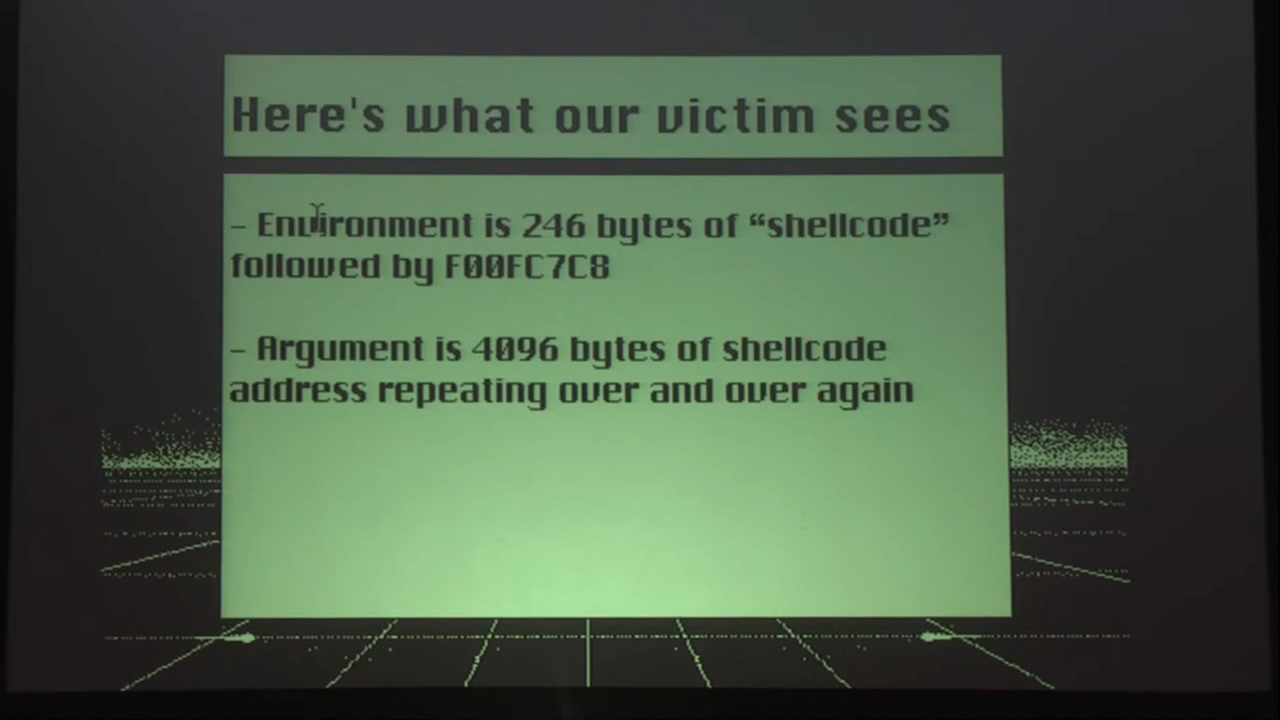 Here's what our victim sees
- Environment is 246 bytes of “shellcode”
followed by F00FC7C8
- Argument is 4096 bytes of shellcode
address repeating over and over again